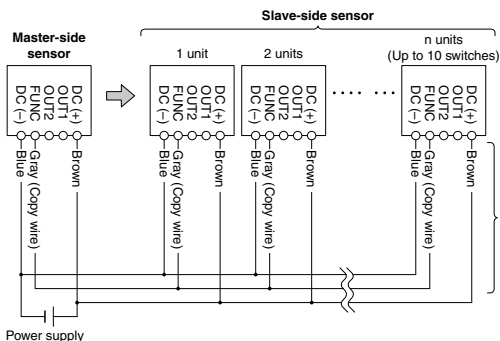 Slave-side sensor
Master-side
sensor
1 unit
2 units
n units
(Up to 10 switches)
DC (−)
FUNC
OUT2
OUT1
DC (+)
DC (−)
FUNC
OUT2
OUT1
DC (+)
DC (−)
FUNC
OUT2
OUT1
DC (+)
DC (−)
FUNC
OUT2
OUT1
DC (+)
Blue
Gray (Copy wire)
Brown
Blue
Gray (Copy wire)
Brown
Blue
Gray (Copy wire)
Brown
Blue
Gray (Copy wire)
Brown
Power supply